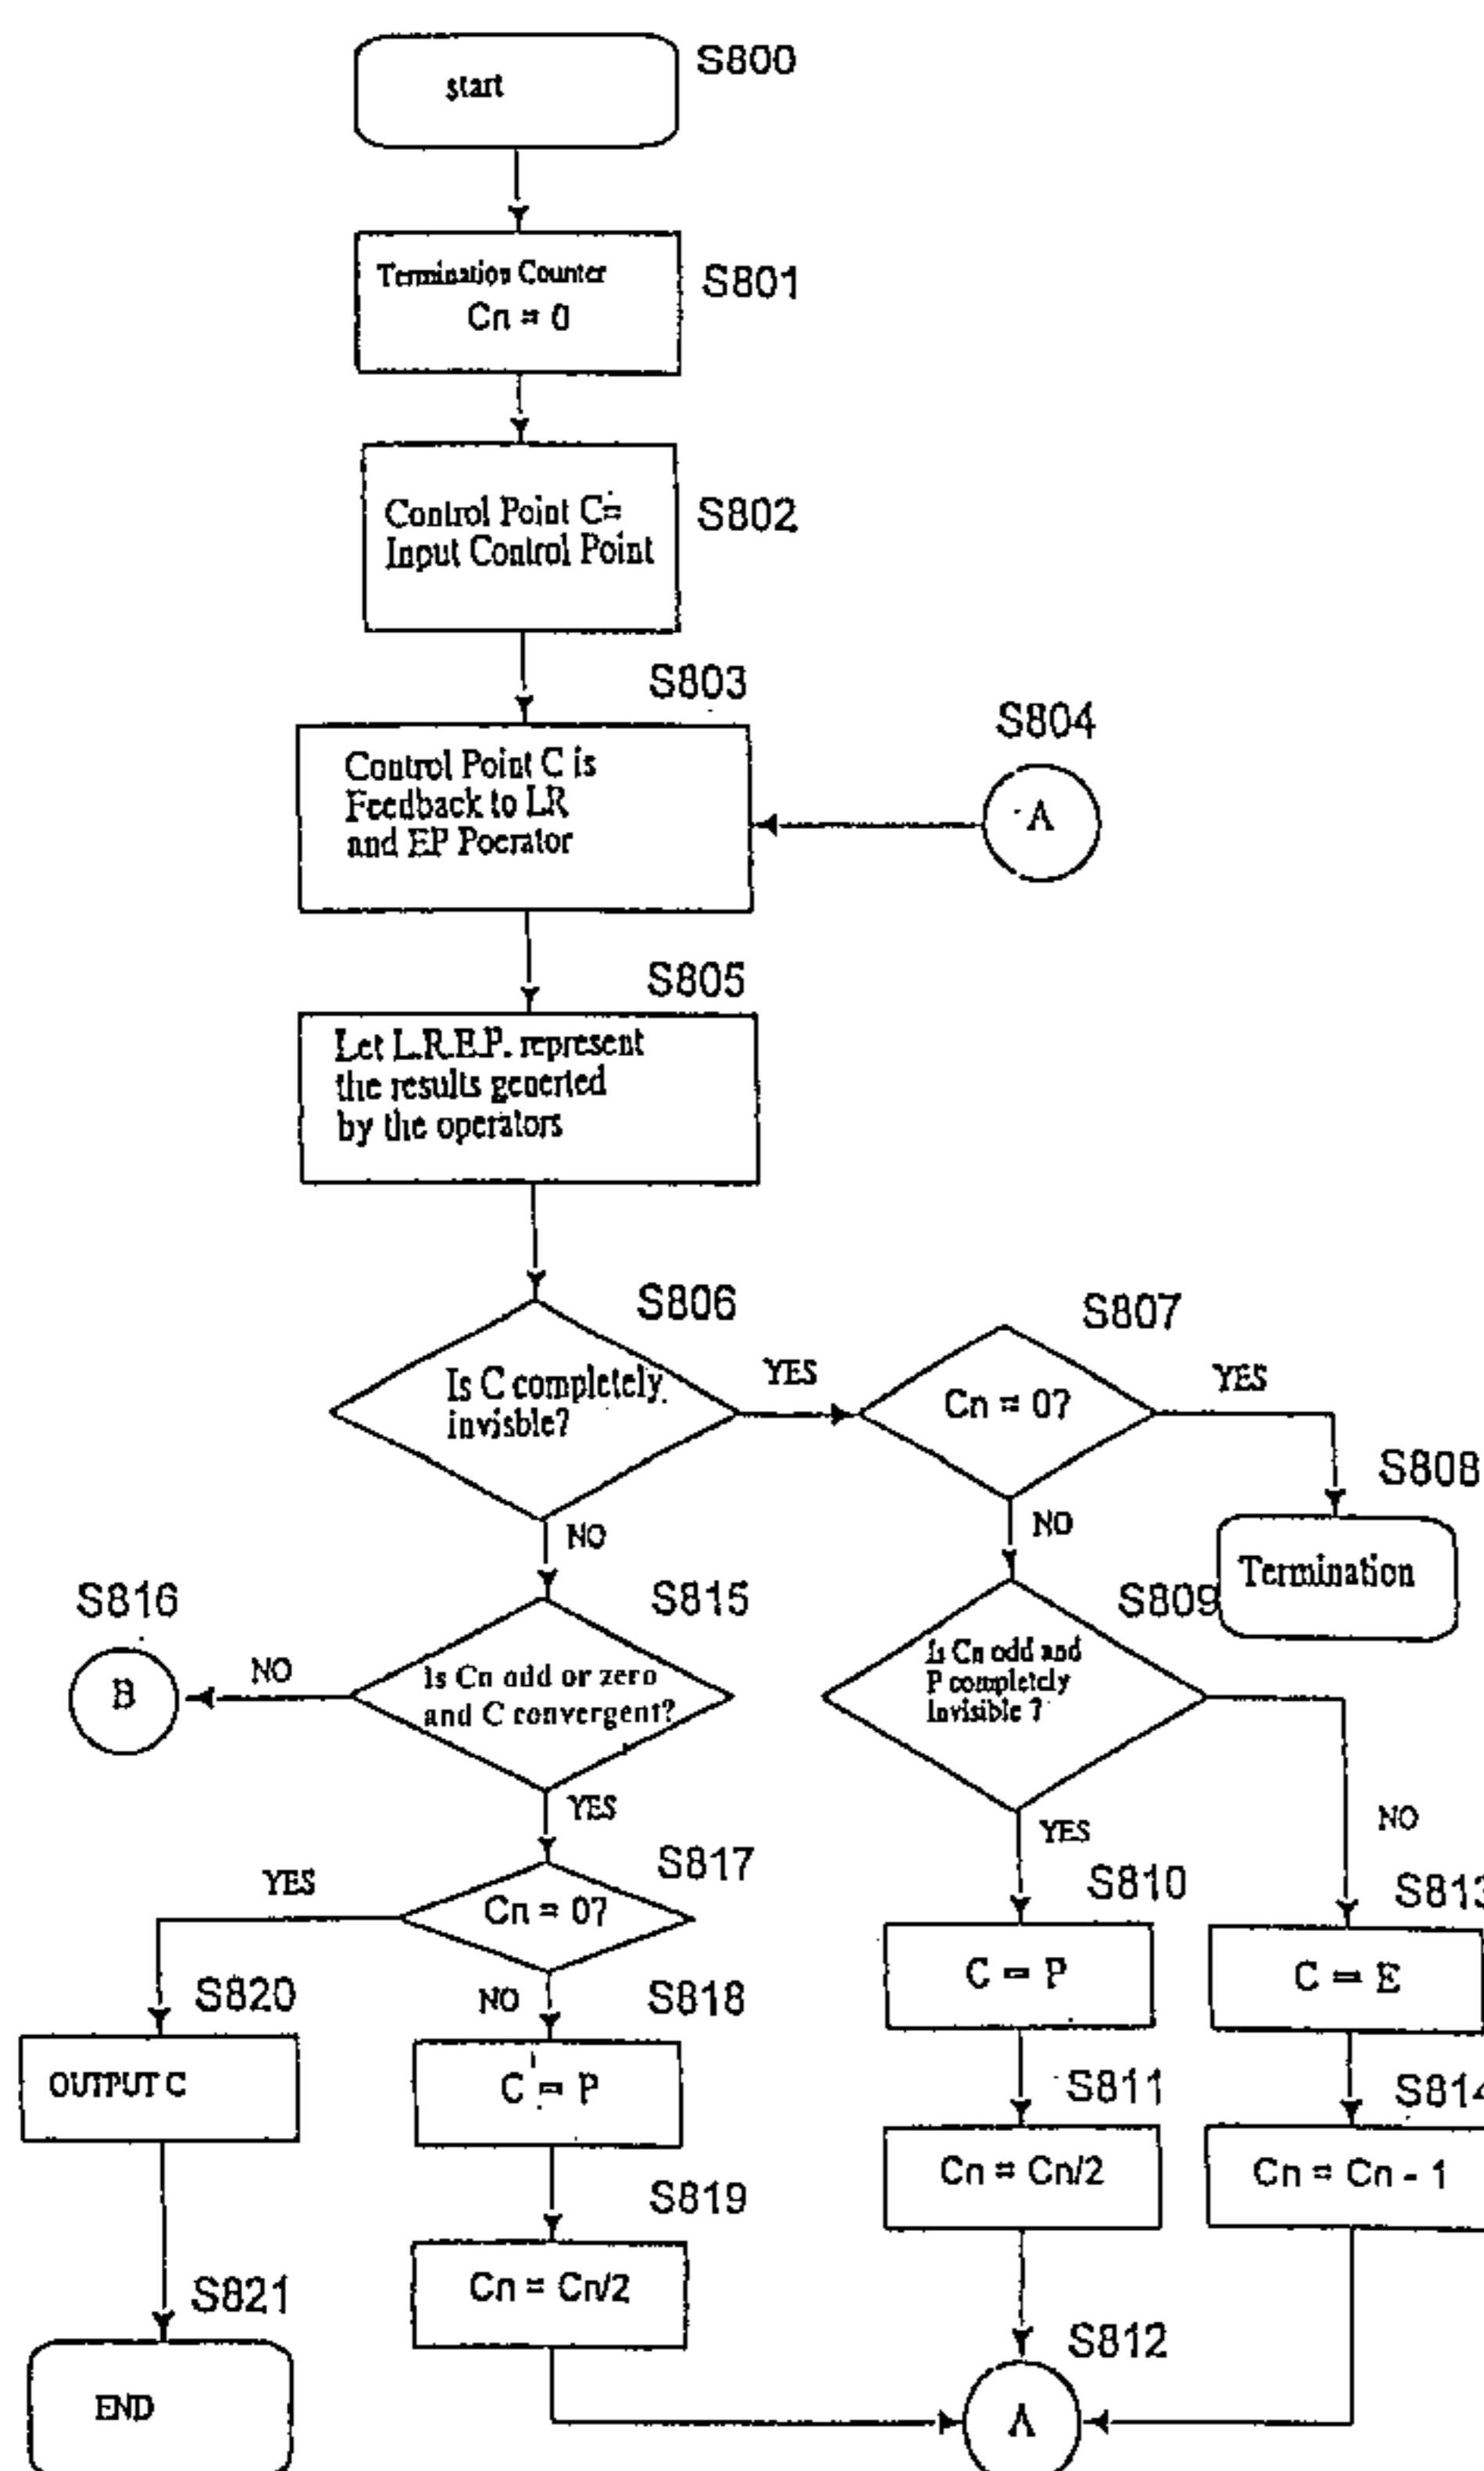 start
S800
Termination Counter
Cn = 0
S801
Control Point C=
Input Control Point
S802
S803
Control Point C is
Feedback to LR
and EP Poerator
S804
A
S805
Let L.R.E.P. represent
the results generted
by the operators
S806
Is C completely
invisble?
YES
S807
Cn = 0?
YES
S808
Termination
NO
NO
S809
Is Cn odd and
P completely
Invisible ?
S815
Is Cn odd or zero
and C convergent?
NO
S816
B
YES
S817
Cn = 0?
YES
NO
YES
NO
S810
C = P
S813
C = E
S820
OUTPUT C
S818
C = P
S811
Cn = Cn/2
S814
Cn = Cn - 1
S819
Cn = Cn/2
S821
END
S812
A